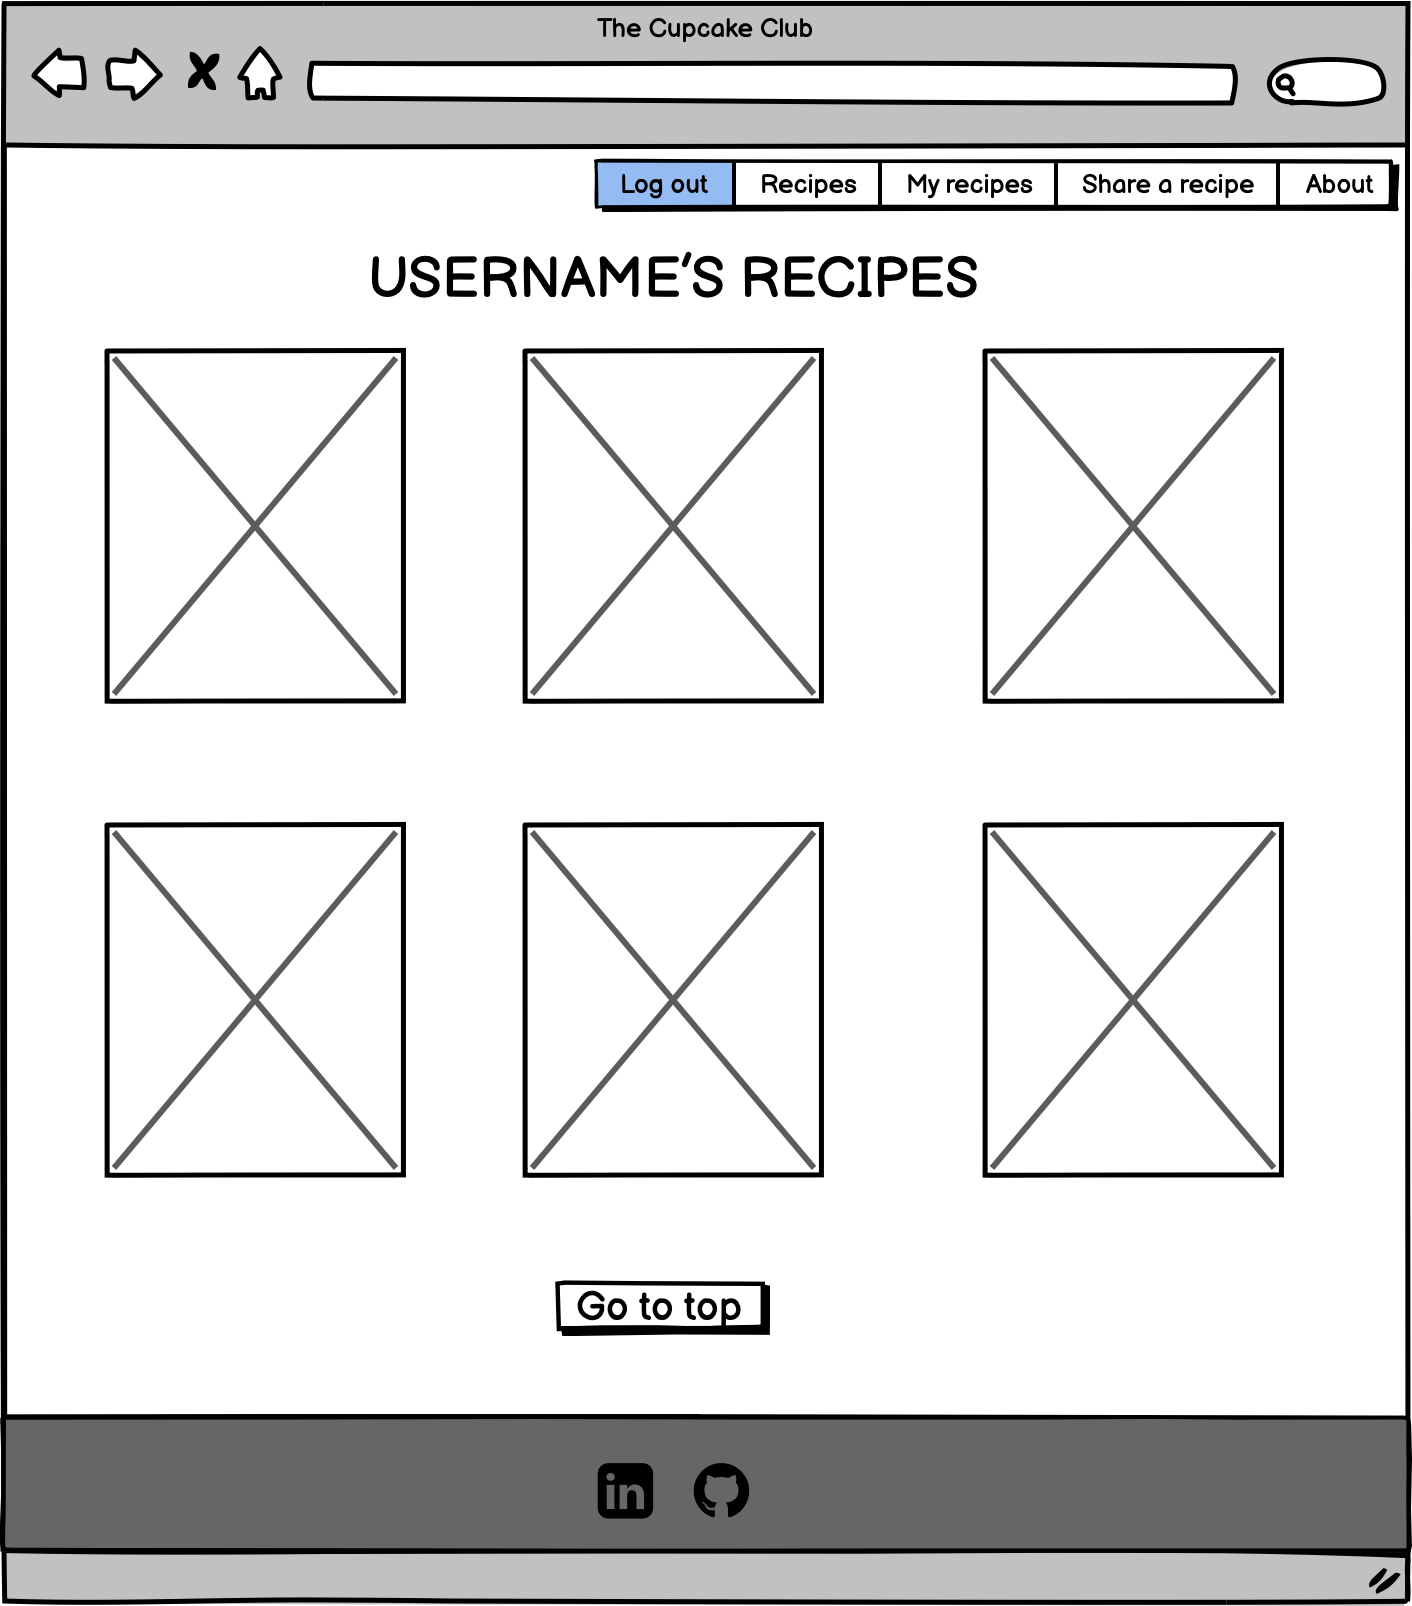 The Cupcake Club
Log out Recipes My recipes Share a recipe About
USERNAME'S RECIPES
Go to top
in